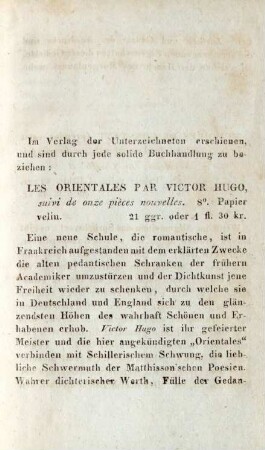 Im Verlag der Unterzeichneten erschienen,
und sind durch jede solide Buchhandlung zu be-
ziehen:
LES ORIENTALES PAR VICTOR HUGO,
suivi de onze pièces nouvelles. 8°. Papier
velin. 21 ggr. oder 1 fl. 30 kr.
Eine neue Schule, die romantische, ist in
Frankreich aufgestanden mit dem erklärten Zwecke
die alten pedantischen Schranken der frühern
Academiker umzustürzen und der Dichtkunst jene
Freiheit wieder zu schenken, durch welche sie
in Deutschland und England sich zu den glän-
zendsten Höhen des wahrhaft Schönen und Er-
habenen erhob. Victor Hugo ist ihr gefeierter
Meister und die hier angekündigten „Orientales"
verbinden mit Schillerischem Schwung, die lieb-
liche Schwermuth der Matthisson'schen Poesien.
Wahrer dichterischer Werth, Fülle der Gedan-